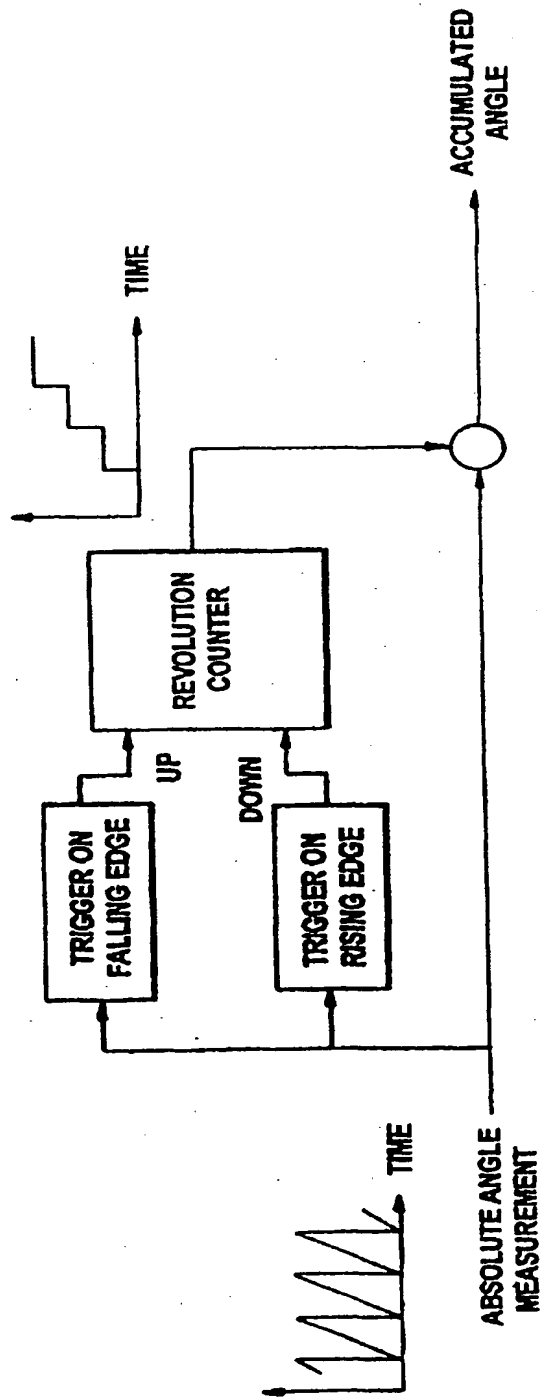 ABSOLUTE ANGLE
MEASUREMENT
TIME
TRIGGER ON
FALLING EDGE
TRIGGER ON
RISING EDGE
UP
DOWN
REVOLUTION
COUNTER
TIME
ACCUMULATED
ANGLE